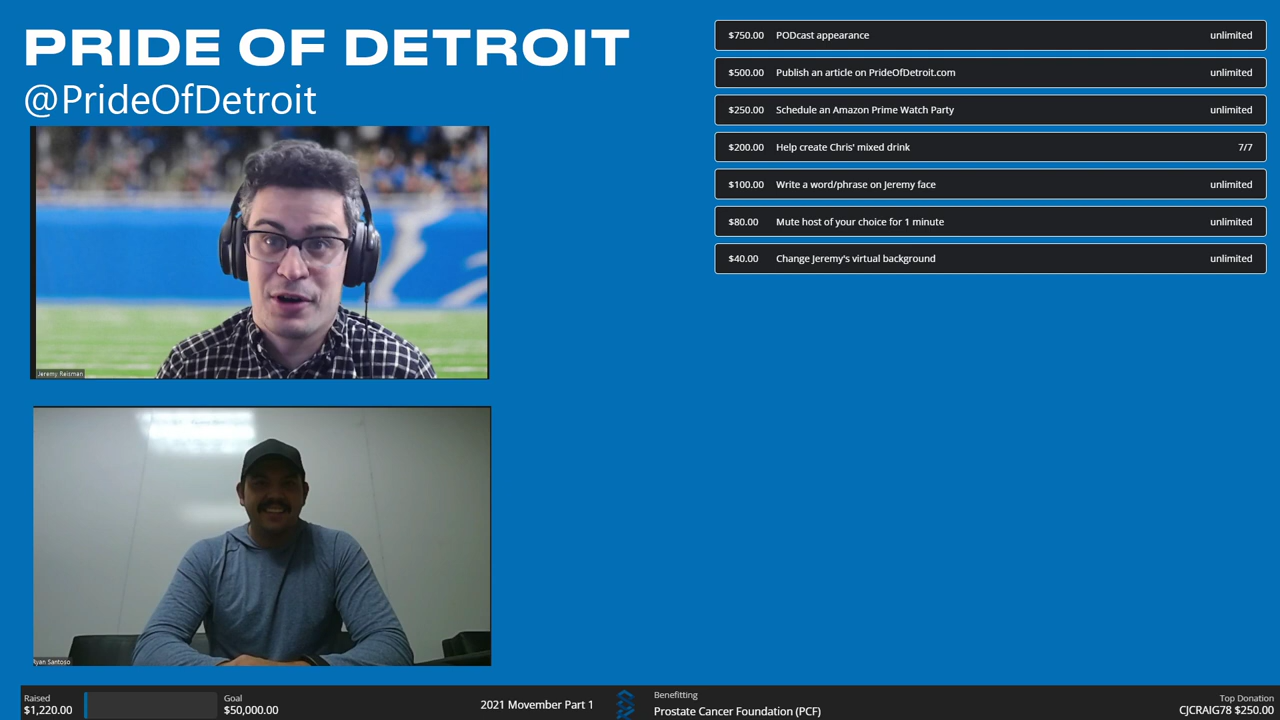 PRIDE OF DETROIT
@PrideOfDetroit
Jeremy Reisman
Ryan Santoso
$750.00 PODcast appearance unlimited
$500.00 Publish an article on PrideOfDetroit.com unlimited
$250.00 Schedule an Amazon Prime Watch Party unlimited
$200.00 Help create Chris' mixed drink 7/7
$100.00 Write a word/phrase on Jeremy face unlimited
$80.00 Mute host of your choice for 1 minute unlimited
$40.00 Change Jeremy's virtual background unlimited
Raised
$1,220.00
Goal
$50,000.00
2021 Movember Part 1
Benefitting
Prostate Cancer Foundation (PCF)
Top Donation
CJCRAIG78 $250.00